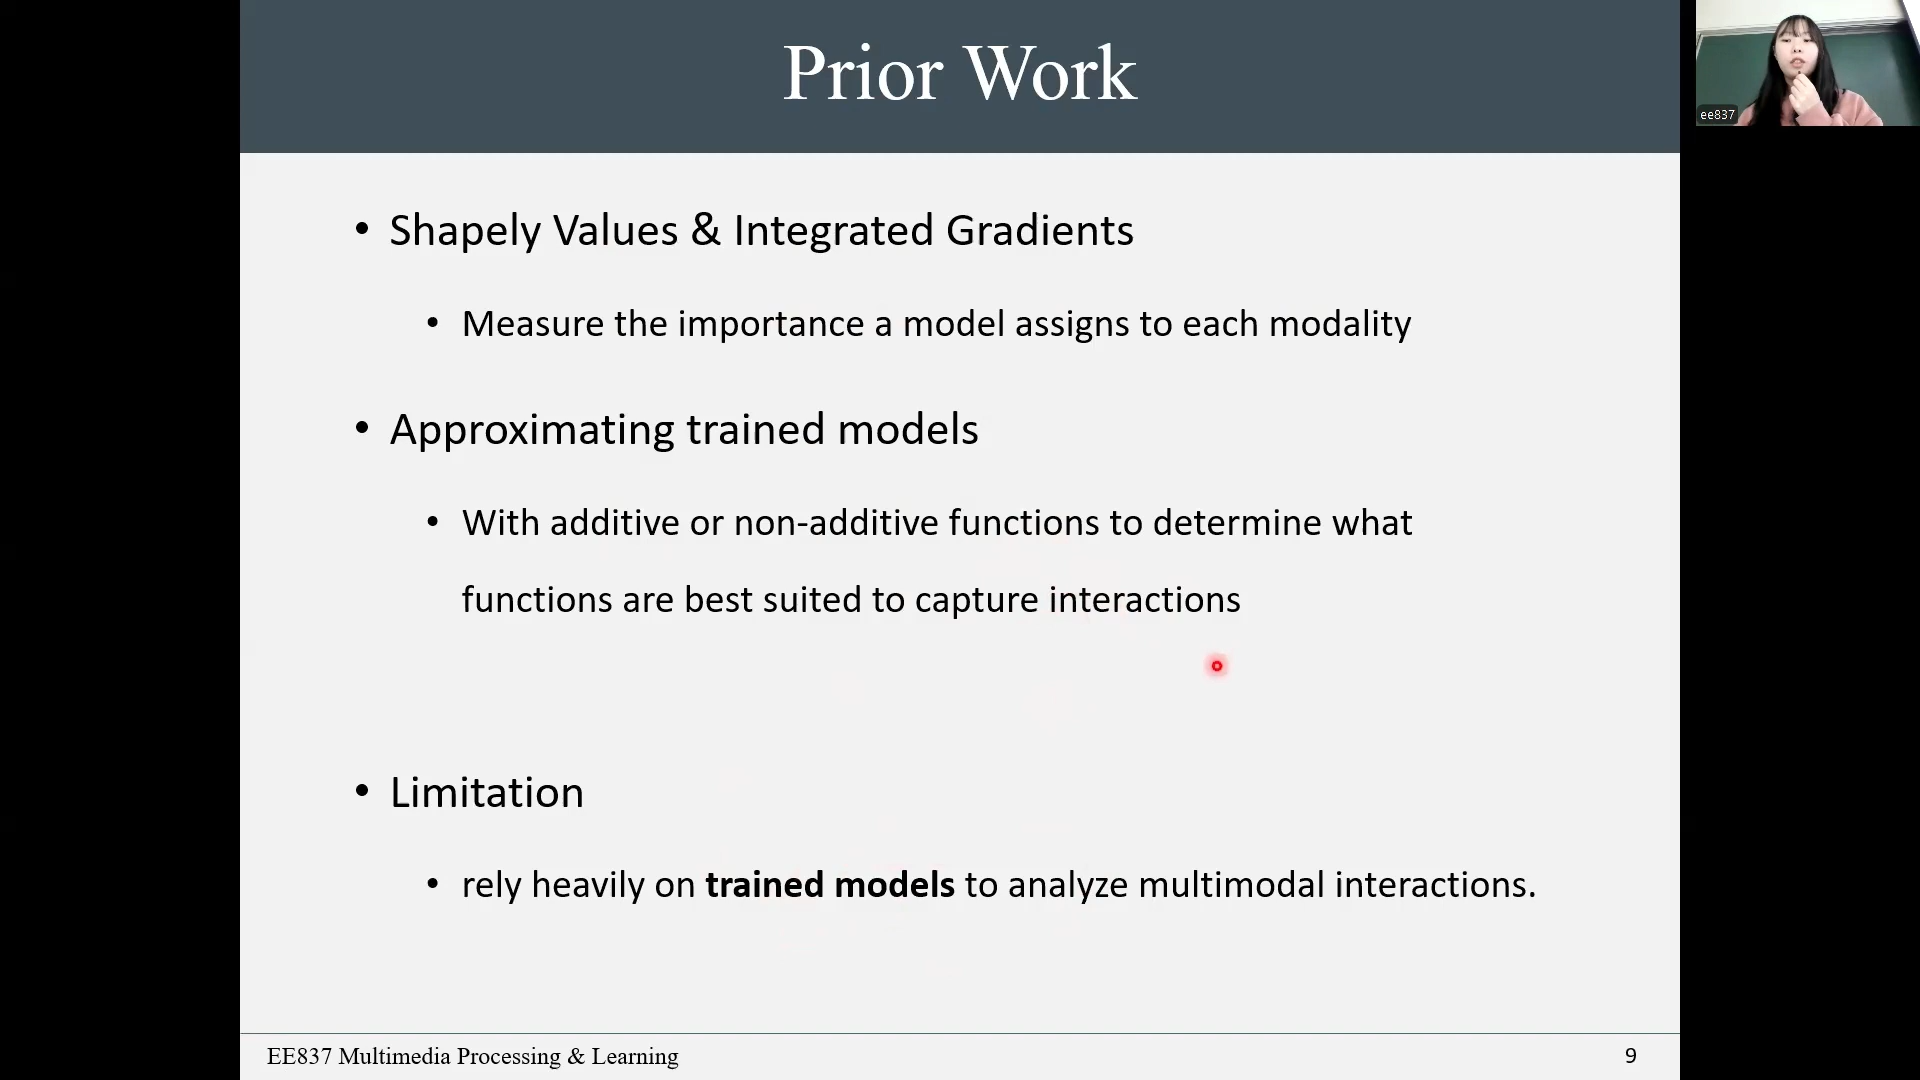 Prior Work
ee837
• Shapely Values & Integrated Gradients
• Measure the importance a model assigns to each modality
• Approximating trained models
• With additive or non-additive functions to determine what
functions are best suited to capture interactions
• Limitation
• rely heavily on trained models to analyze multimodal interactions.
EE837 Multimedia Processing & Learning
9